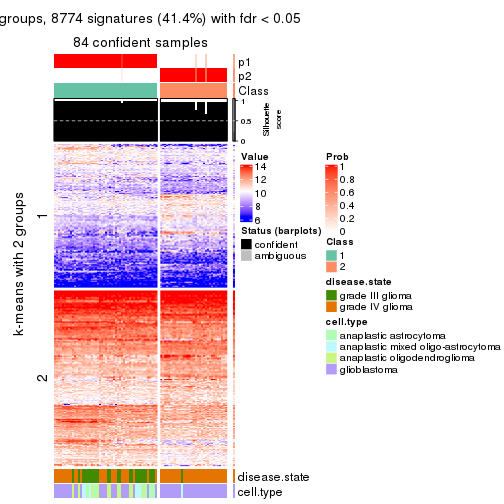 groups, 8774 signatures (41.4%) with fdr < 0.05
84 confident samples
p1
p2
Class
1
0.5
0
Silhouette
score
k-means with 2 groups
1
2
Value
14
12
10
8
6
Prob
1
0.8
0.6
0.4
0.2
0
Status (barplots)
confident
ambiguous
Class
1
2
disease.state
grade III glioma
grade IV glioma
cell.type
anaplastic astrocytoma
anaplastic mixed oligo-astrocytoma
anaplastic oligodendroglioma
glioblastoma
disease.state
cell.type